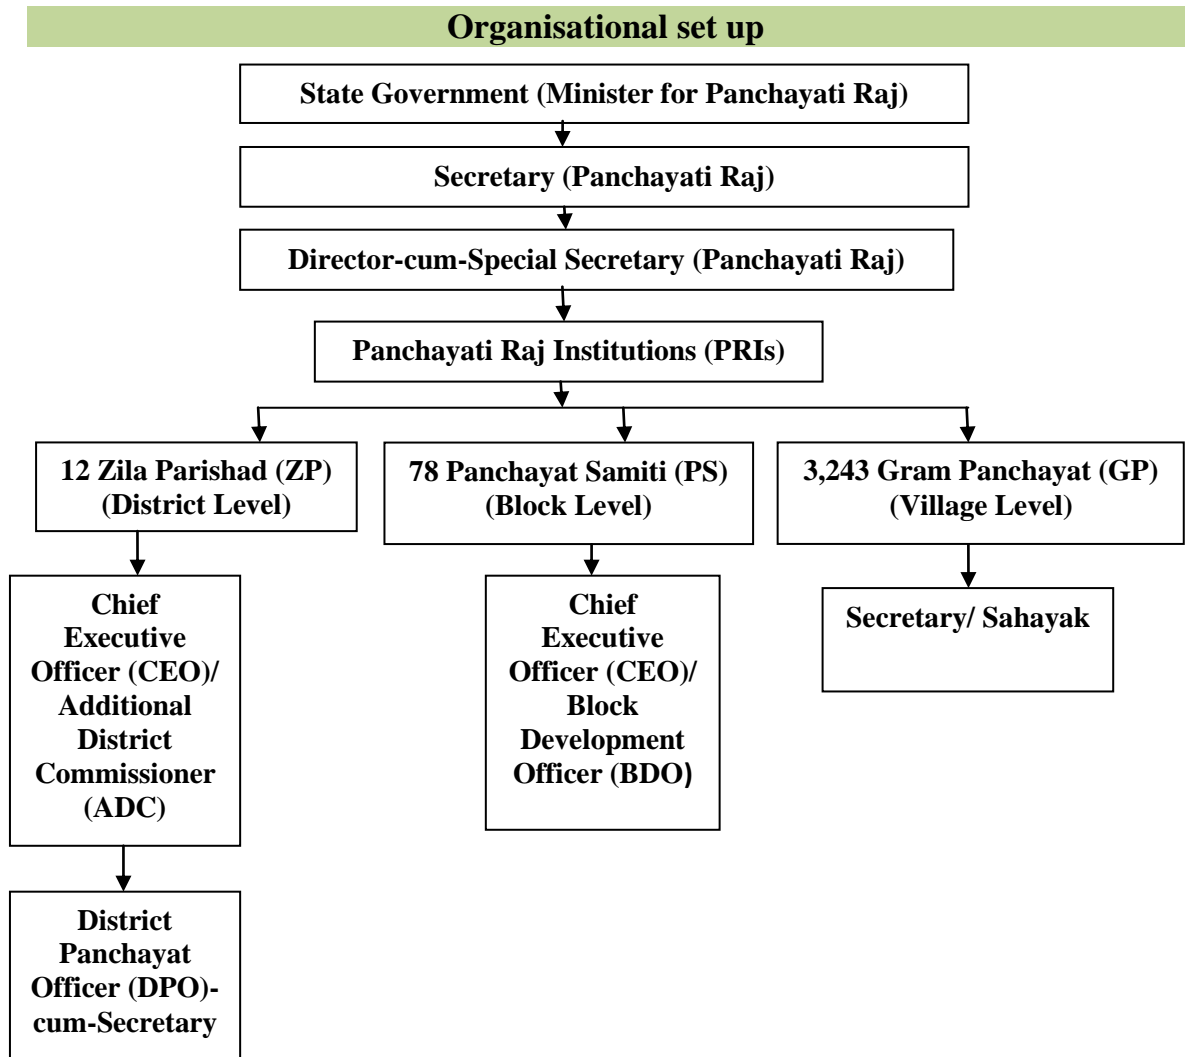 Organisational set up
State Government (Minister for Panchayati Raj)
Secretary (Panchayati Raj)
Director-cum-Special Secretary (Panchayati Raj)
Panchayati Raj Institutions (PRIs)
12 Zila Parishad (ZP)
(District Level)
78 Panchayat Samiti (PS)
(Block Level)
3,243 Gram Panchayat (GP)
(Village Level)
Chief
Executive
Officer (CEO)/
Additional
District
Commissioner
(ADC)
Chief
Executive
Officer (CEO)/
Block
Development
Officer (BDO)
Secretary/ Sahayak
District
Panchayat
Officer (DPO)-
cum-Secretary